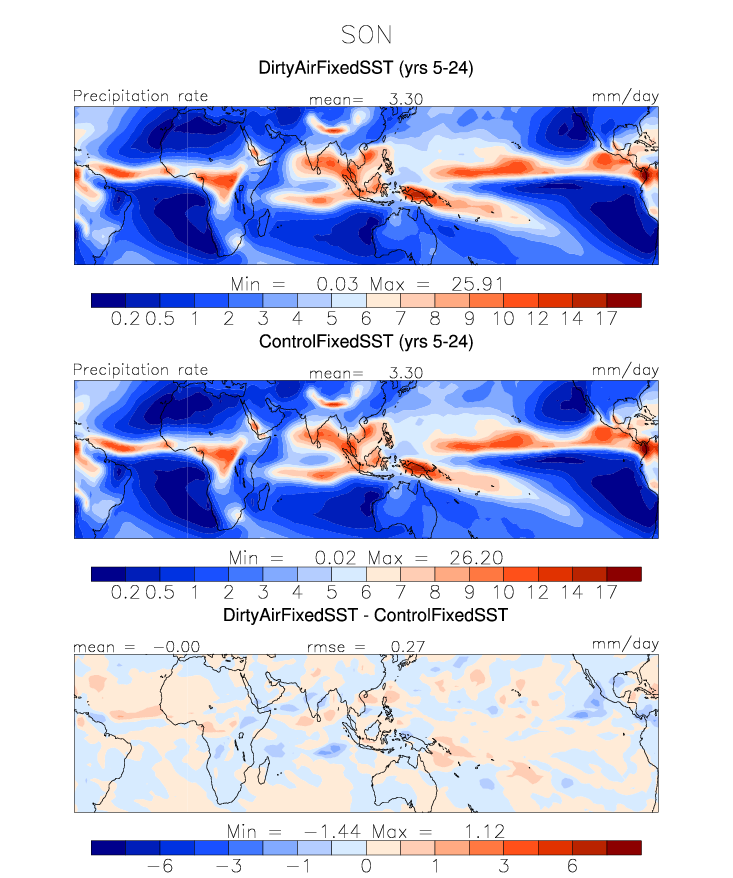 SON
DirtyAirFixedSST (yrs 5-24)
Precipitation rate mean= 3.30 mm/day
Min = 0.03 Max = 25.91
0.2 0.5 1 2 3 4 5 6 7 8 9 10 12 14 17
ControlFixedSST (yrs 5-24)
Precipitation rate mean= 3.30 mm/day
Min = 0.02 Max = 26.20
0.2 0.5 1 2 3 4 5 6 7 8 9 10 12 14 17
DirtyAirFixedSST - ControlFixedSST
mean = -0.00 rmse = 0.27 mm/day
Min = -1.44 Max = 1.12
-6 -3 -1 0 1 3 6